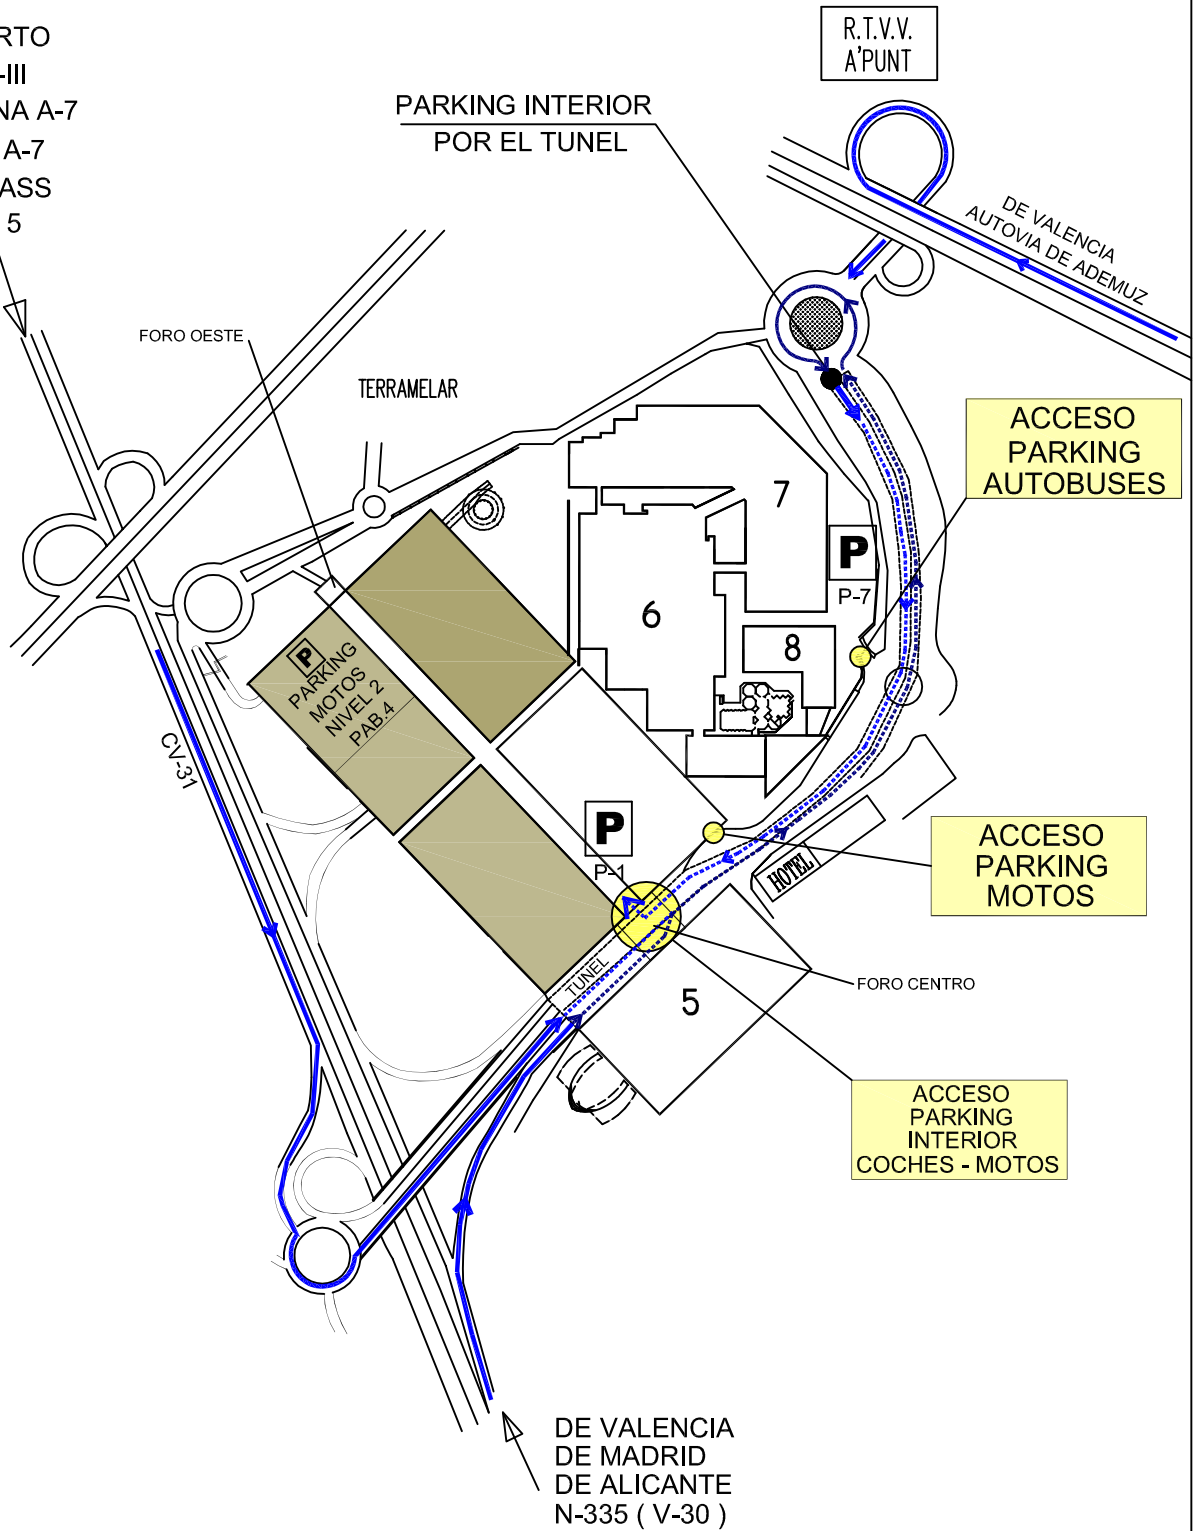 RTO
-III
NA A-7
A-7
ASS
5
R.T.V.V.
A'PUNT
PARKING INTERIOR
POR EL TUNEL
DE VALENCIA
AUTOVIA DE ADEMUZ
FORO OESTE
TERRAMELAR
ACCESO
PARKING
AUTOBUSES
7
P
P-7
6
8
P
PARKING
MOTOS
NIVEL 2
PAB.4
CV-31
P
P-1
ACCESO
PARKING
MOTOS
HOTEL
TUNEL
FORO CENTRO
5
ACCESO
PARKING
INTERIOR
COCHES - MOTOS
DE VALENCIA
DE MADRID
DE ALICANTE
N-335 ( V-30 )